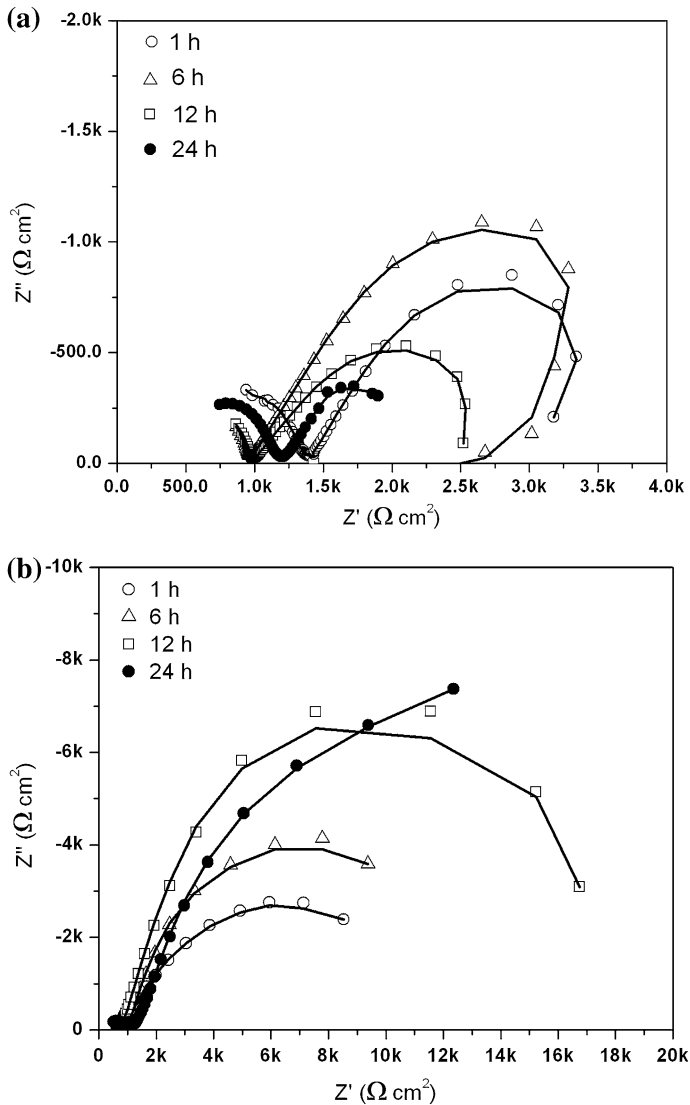 (a)
1 h
6 h
12 h
24 h
-2.0k
-1.5k
-1.0k
-500.0
0.0
Z'' (Ω cm²)
0.0 500.0 1.0k 1.5k 2.0k 2.5k 3.0k 3.5k 4.0k
Z' (Ω cm²)
(b)
1 h
6 h
12 h
24 h
-10k
-8k
-6k
-4k
-2k
0
Z'' (Ω cm²)
0 2k 4k 6k 8k 10k 12k 14k 16k 18k 20k
Z' (Ω cm²)